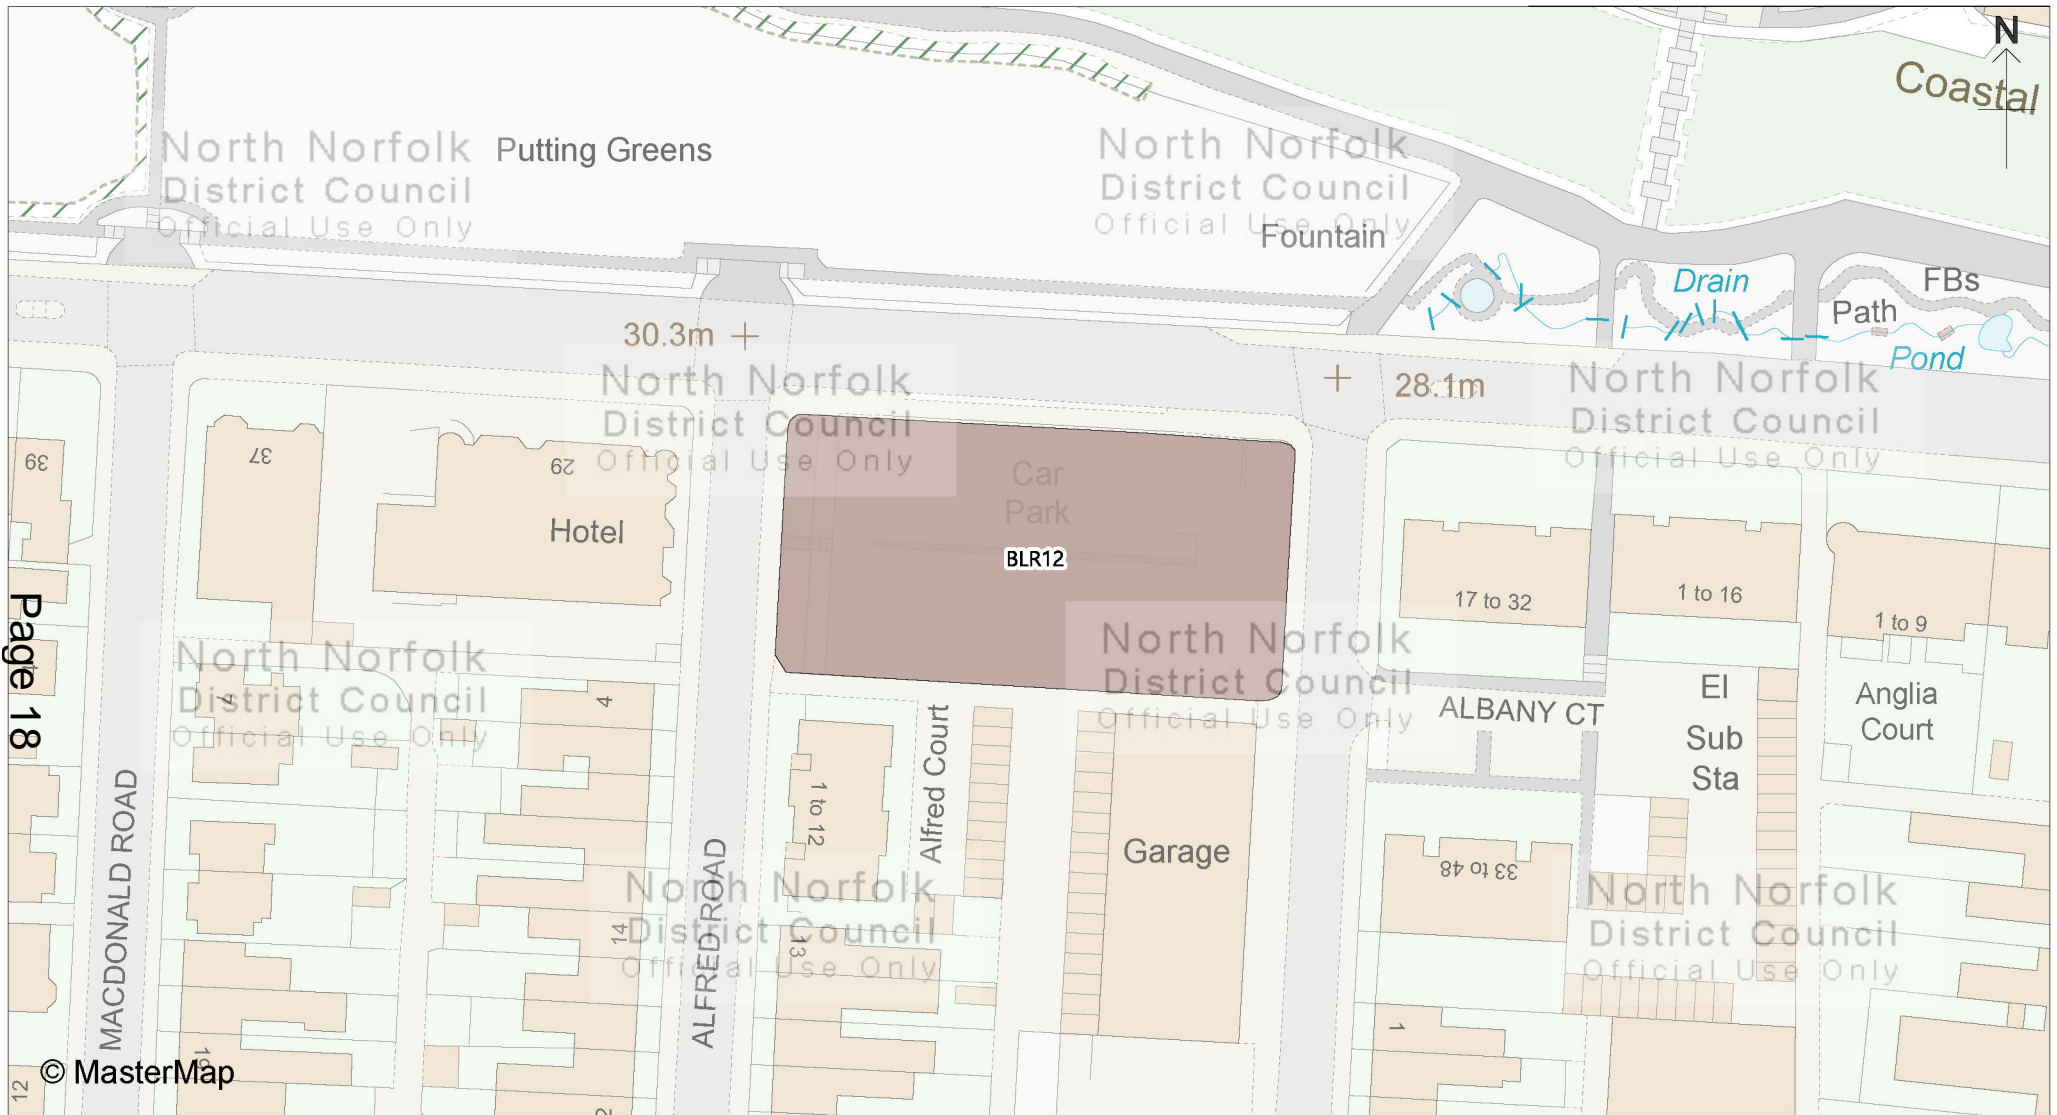 N
Coastal
North Norfolk
District Council
Official Use Only
Putting Greens
North Norfolk
District Council
Official Use Only
Fountain
Drain
FBs
Path
Pond
30.3m
28.1m
North Norfolk
District Council
Official Use Only
North Norfolk
District Council
Official Use Only
39
37
29
Hotel
Car
Park
BLR12
17 to 32
1 to 16
1 to 9
Page 18
North Norfolk
District Council
Official Use Only
North Norfolk
District Council
Official Use Only
7
4
ALBANY CT
El
Sub
Sta
Anglia
Court
Alfred Court
1 to 12
Garage
33 to 48
MACDONALD ROAD
ALFRED ROAD
North Norfolk
District Council
Official Use Only
North Norfolk
District Council
Official Use Only
14
13
1
19
12
2
© MasterMap